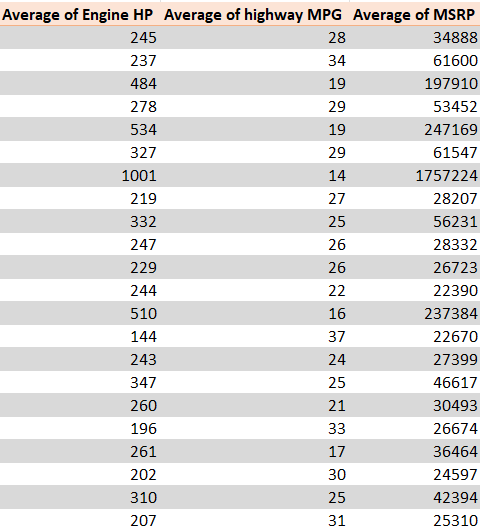 Average of Engine HP Average of highway MPG Average of MSRP
245 28 34888
237 34 61600
484 19 197910
278 29 53452
534 19 247169
327 29 61547
1001 14 1757224
219 27 28207
332 25 56231
247 26 28332
229 26 26723
244 22 22390
510 16 237384
144 37 22670
243 24 27399
347 25 46617
260 21 30493
196 33 26674
261 17 36464
202 30 24597
310 25 42394
207 31 25310